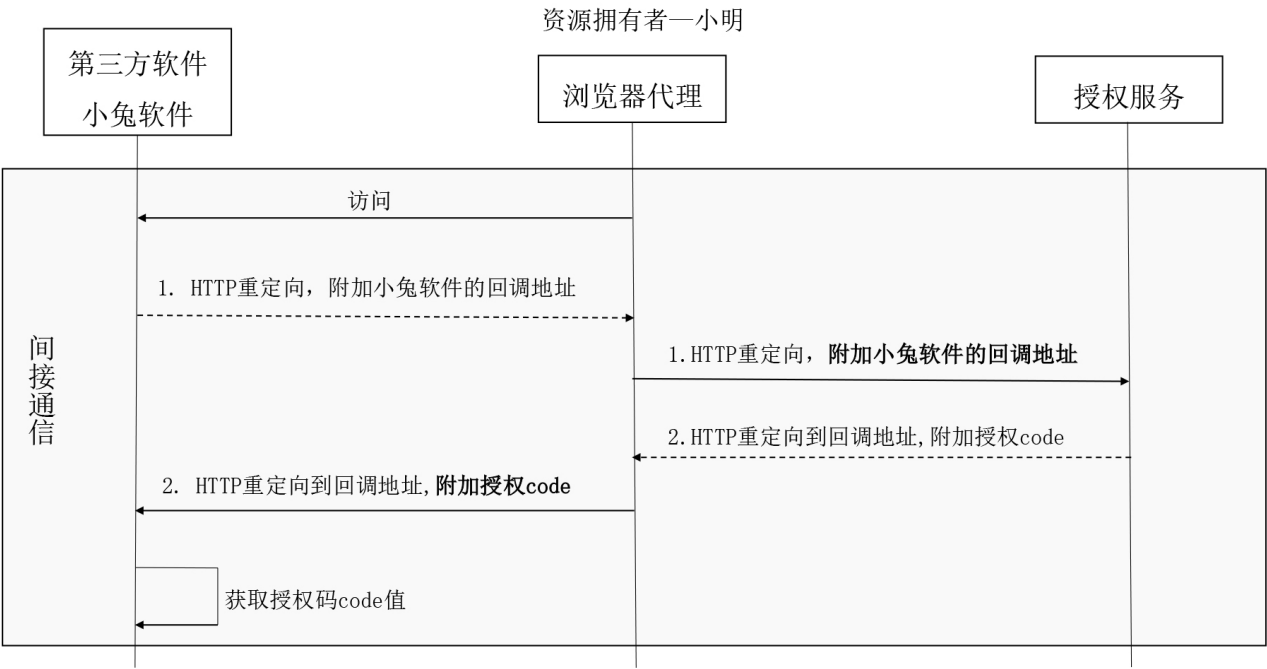 资源拥有者—小明
第三方软件
小兔软件
浏览器代理
授权服务
访问
1. HTTP重定向，附加小兔软件的回调地址
1.HTTP重定向，附加小兔软件的回调地址
间接通信
2.HTTP重定向到回调地址,附加授权code
2. HTTP重定向到回调地址,附加授权code
获取授权码code值